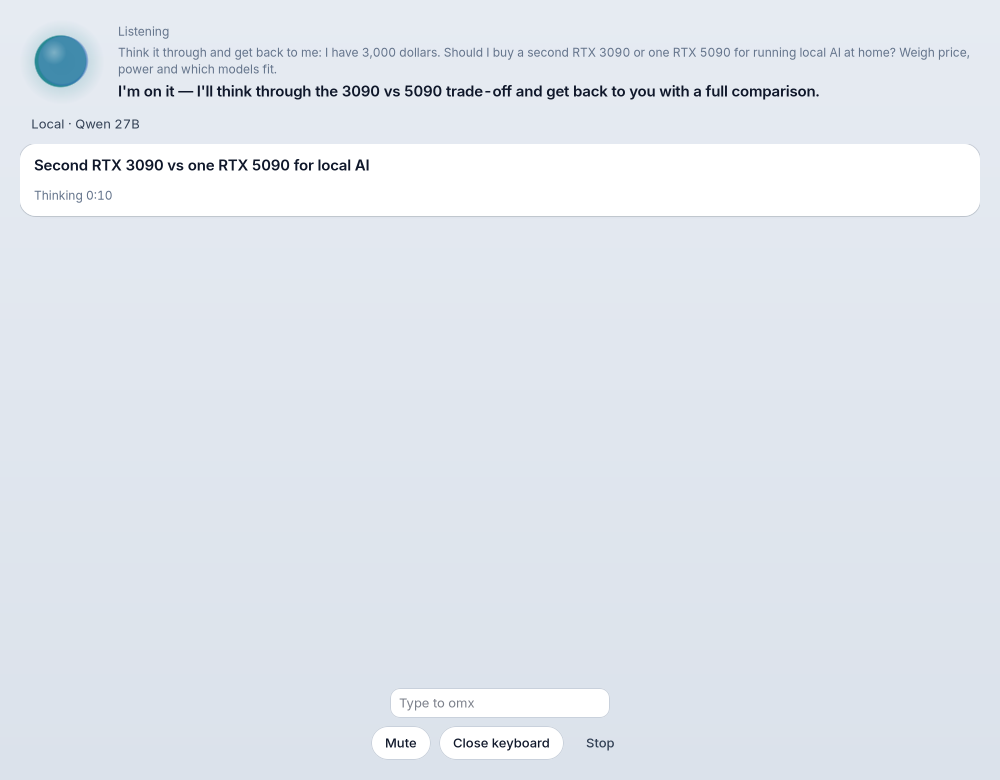 Listening
Think it through and get back to me: I have 3,000 dollars. Should I buy a second RTX 3090 or one RTX 5090 for running local AI at home? Weigh price,
power and which models fit.
I'm on it — I'll think through the 3090 vs 5090 trade-off and get back to you with a full comparison.
Local · Qwen 27B
Second RTX 3090 vs one RTX 5090 for local AI
Thinking 0:10
Type to omx
Mute
Close keyboard
Stop